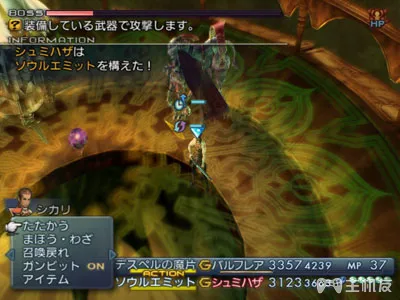 BOSS
HP
装備している武器で攻撃します。
INFORMATION
シュミハザは
ソウルエミットを構えた！
シカリ
たたかう
まほう・わざ
召喚戻れ
ガンビット ON
アイテム
デスペルの魔片 G バルフレア 3357 4239 MP 37
ACTION
ソウルエミット G シュミハザ 3123